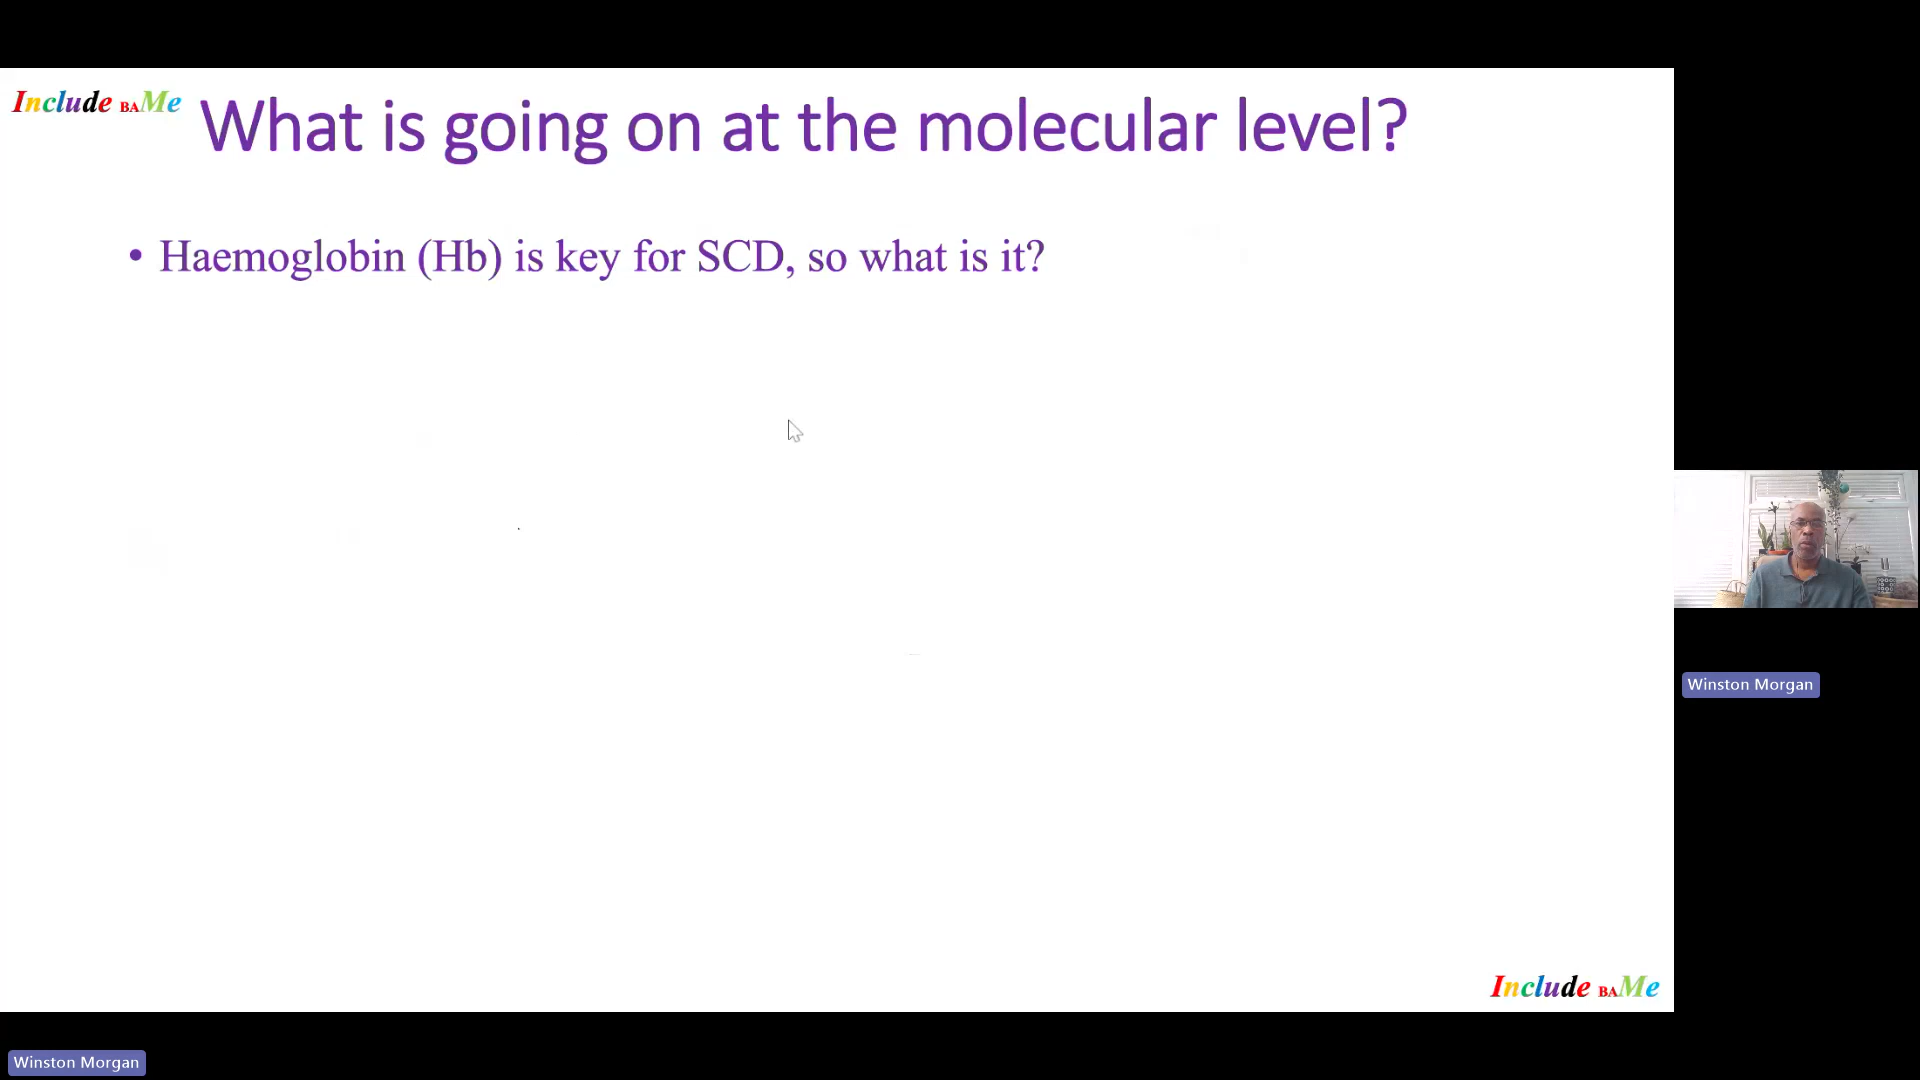 Include BAMe
What is going on at the molecular level?
• Haemoglobin (Hb) is key for SCD, so what is it?
Winston Morgan
Include BAMe
Winston Morgan